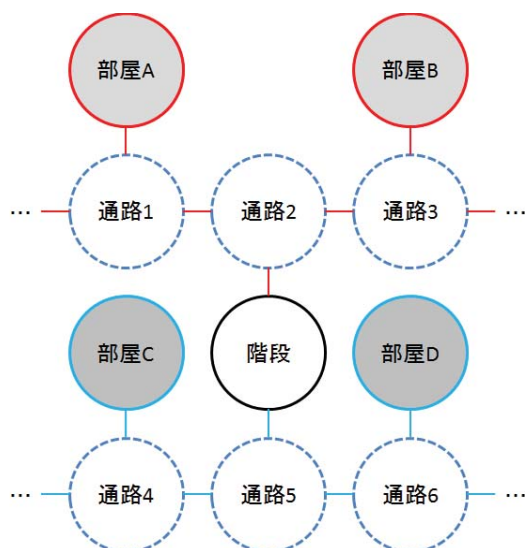 部屋A
部屋B
… 通路1 通路2 通路3 …
部屋C 階段 部屋D
… 通路4 通路5 通路6 …